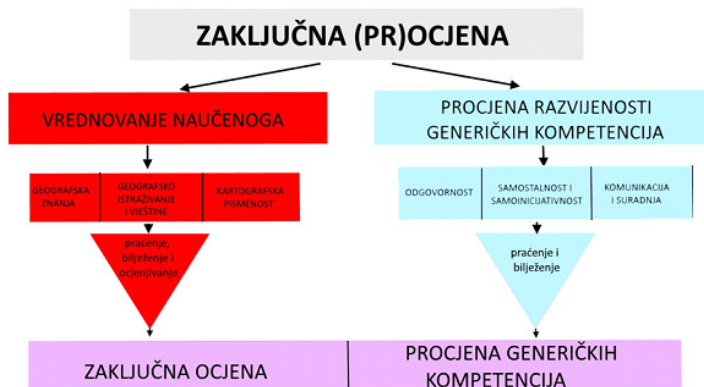 ZAKLJUČNA (PR)OCJENA
VREDNOVANJE NAUČENOGA
PROCJENA RAZVIJENOSTI
GENERIČKIH KOMPETENCIJA
GEOGRAFSKA
ZNANJA
GEOGRAFSKO
ISTRAŽIVANJE
I VJEŠTINE
KARTOGRAFSKA
PISMENOST
ODGOVORNOST
SAMOSTALNOST I
SAMOINICIJATIVNOST
KOMUNIKACIJA
I SURADNJA
praćenje,
bilježenje i
ocjenjivanje
praćenje i
bilježenje
ZAKLJUČNA OCJENA
PROCJENA GENERIČKIH
KOMPETENCIJA